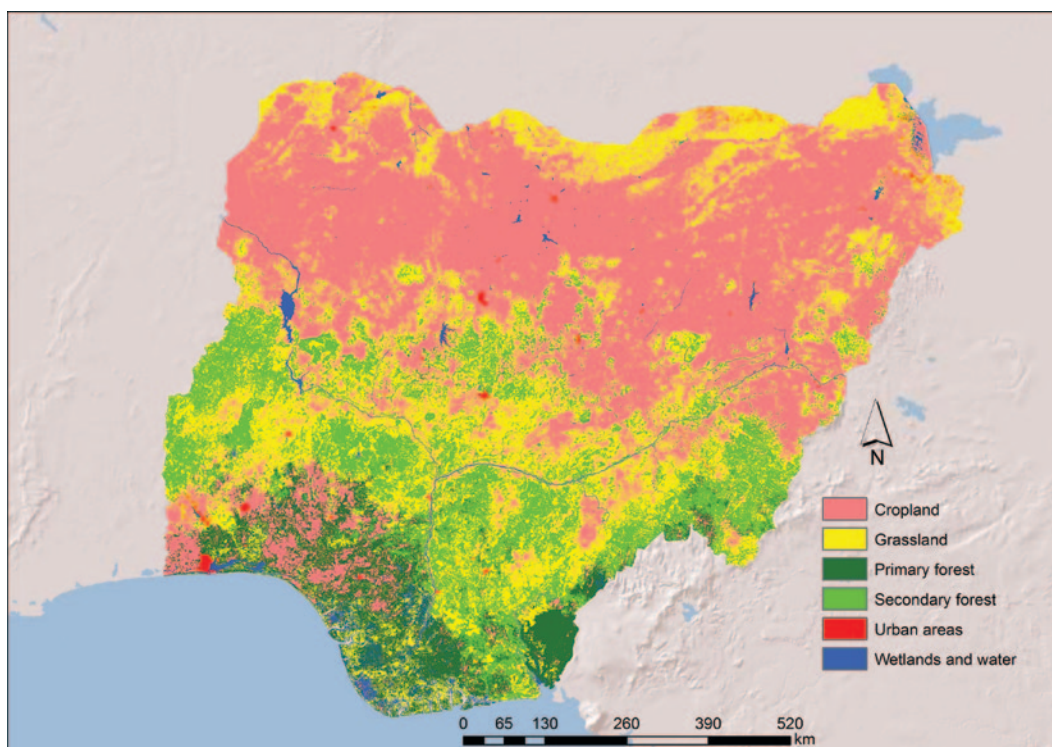 N
Cropland
Grassland
Primary forest
Secondary forest
Urban areas
Wetlands and water
0 65 130 260 390 520
km